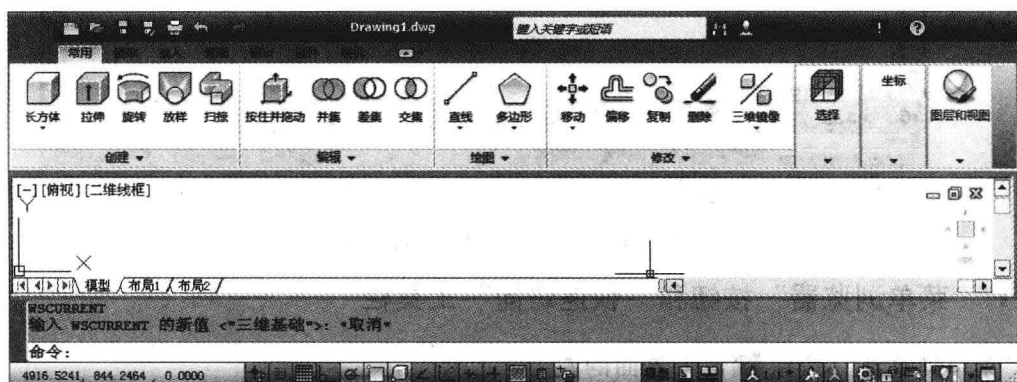 Drawing1.dwg 键入关键字或短语
常用
长方体 拉伸 旋转 放样 扫掠 按住并拖动 并集 差集 交集 直线 多边形 移动 偏移 复制 删除 三维镜像 选择 坐标 图层和视图
创建 编辑 绘图 修改
[-][俯视][二维线框]
模型 布局1 布局2
WSCURRENT
输入 WSCURRENT 的新值 <"三维基础">: *取消*
命令:
4916.5241, 844.2464 , 0.0000